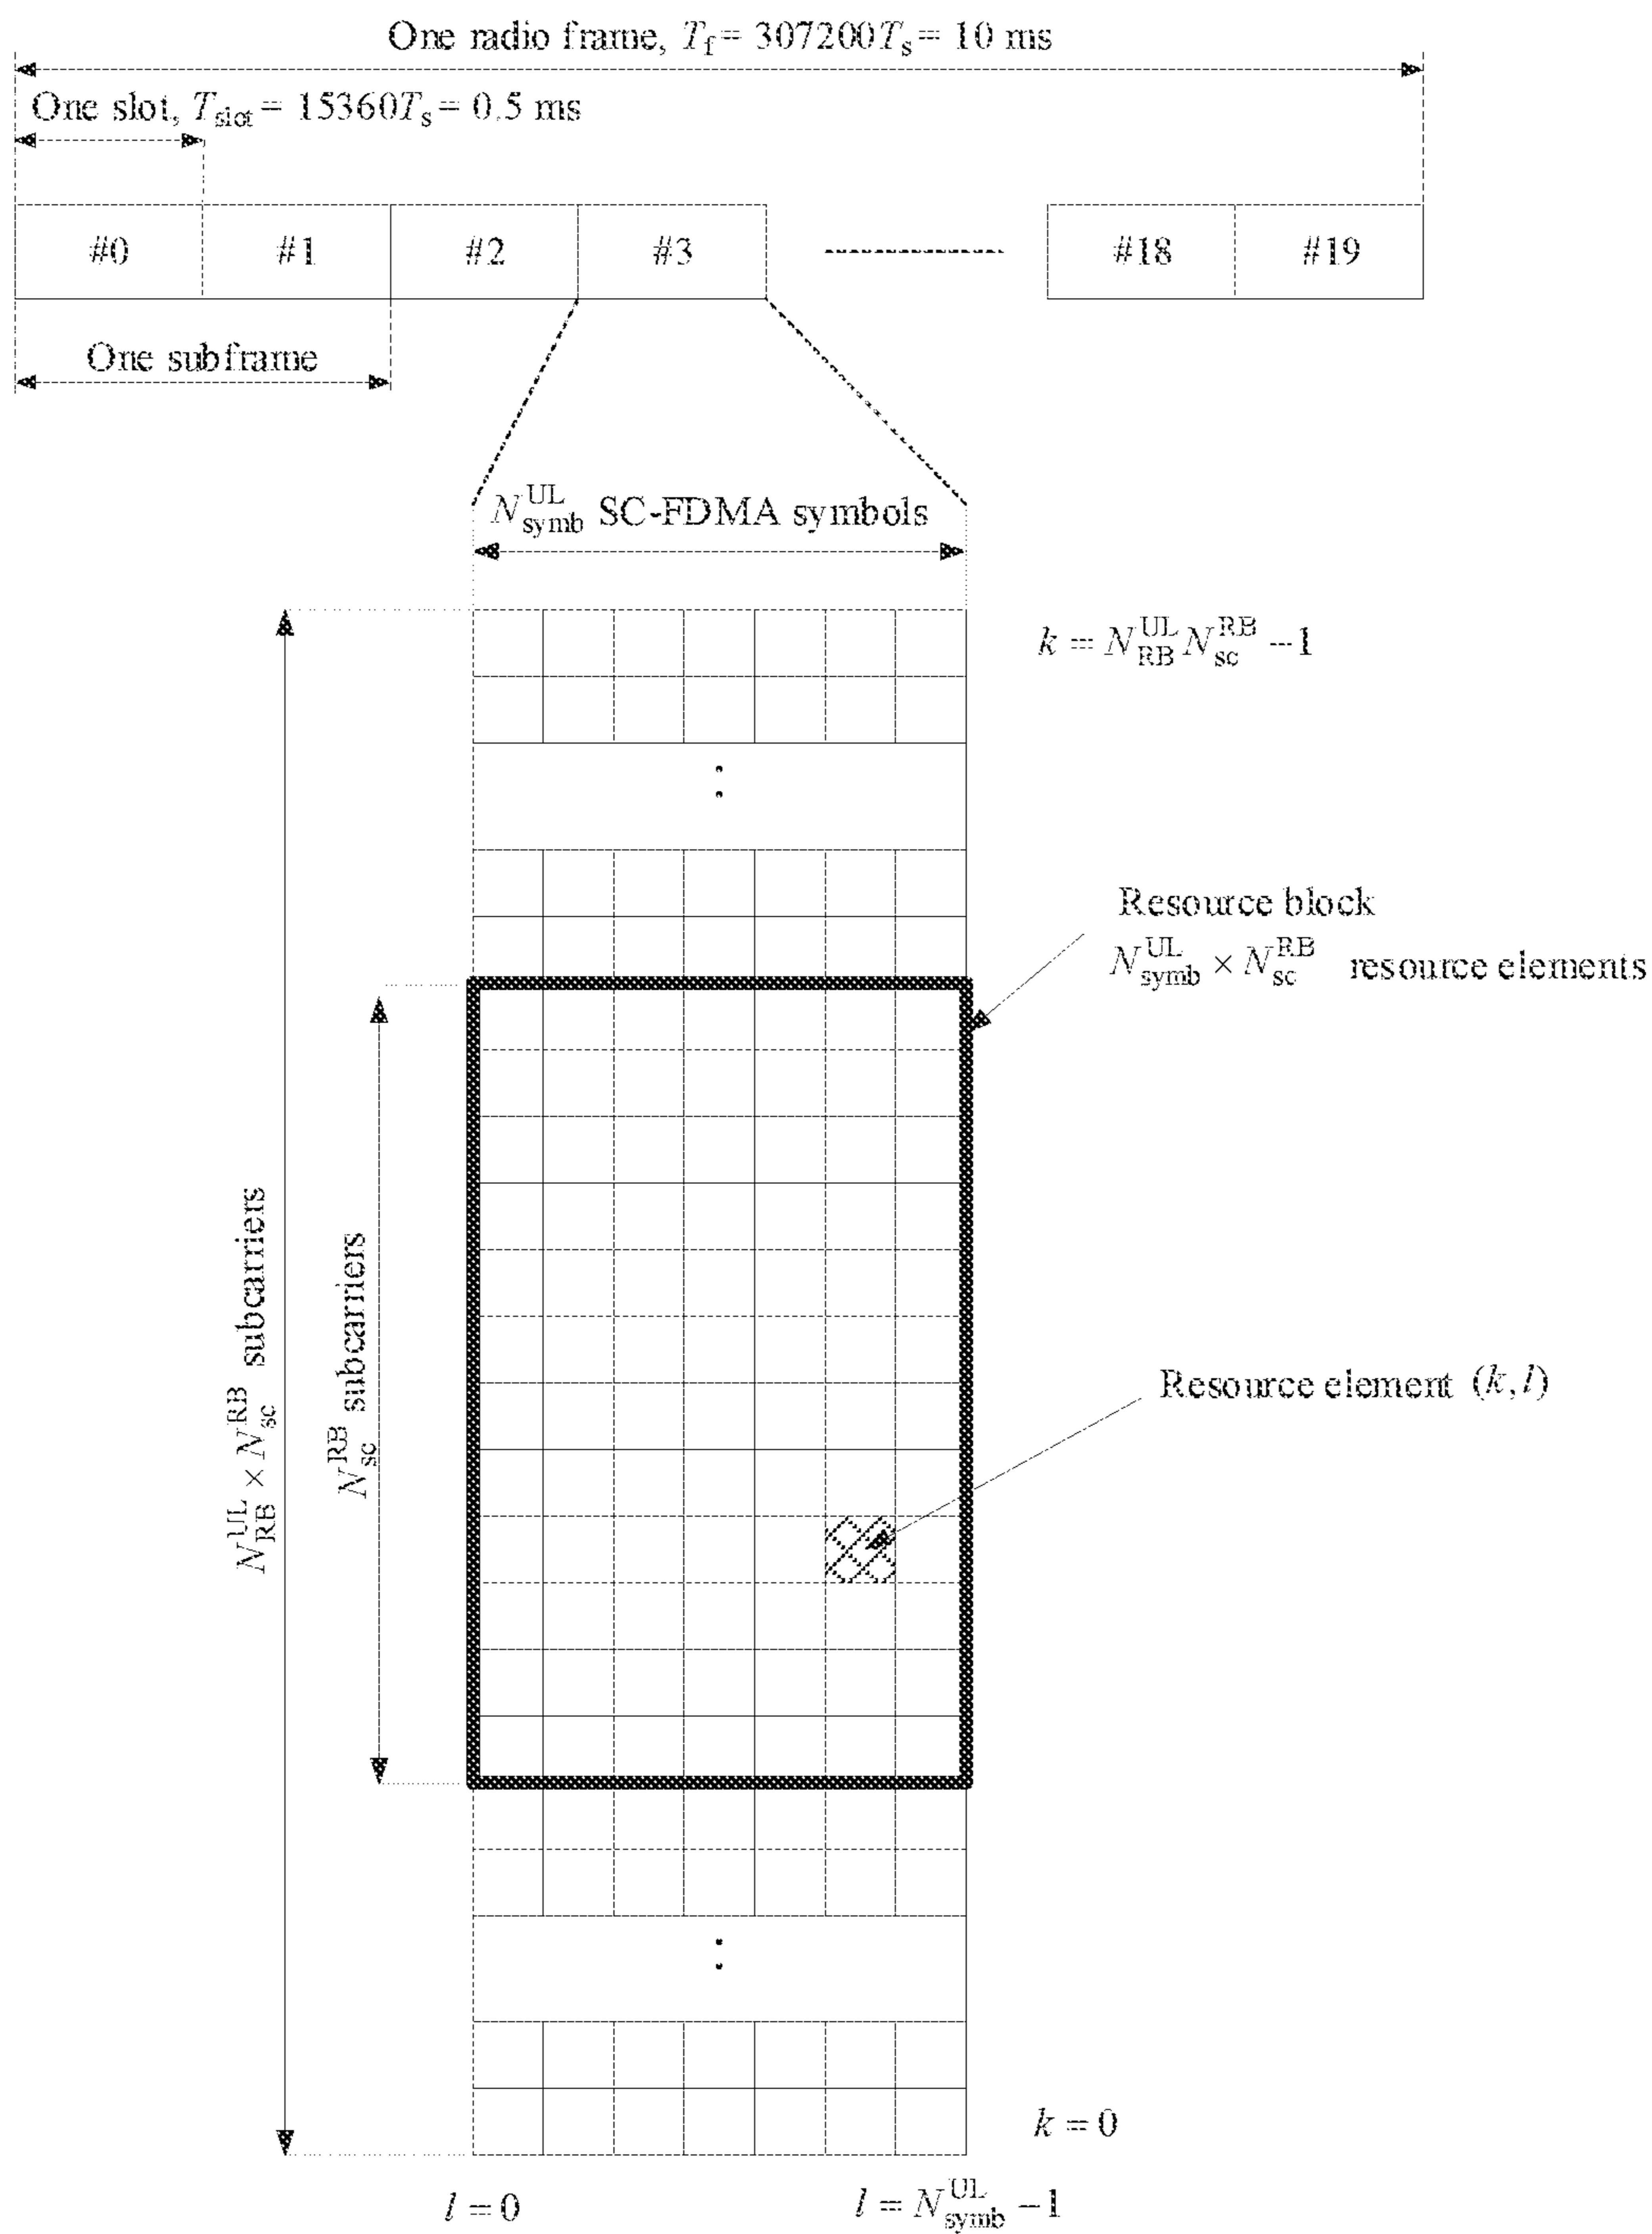 One radio frame, T_f = 307200T_s = 10 ms
One slot, T_slot = 15360T_s = 0.5 ms
#0 #1 #2 #3 #18 #19
One subframe
N_symb^UL SC-FDMA symbols
k = N_RB^UL N_sc^RB – 1
Resource block
N_symb^UL × N_sc^RB resource elements
N_RB^UL × N_sc^RB subcarriers
N_sc^RB subcarriers
Resource element (k, l)
k = 0
l = 0
l = N_symb^UL – 1